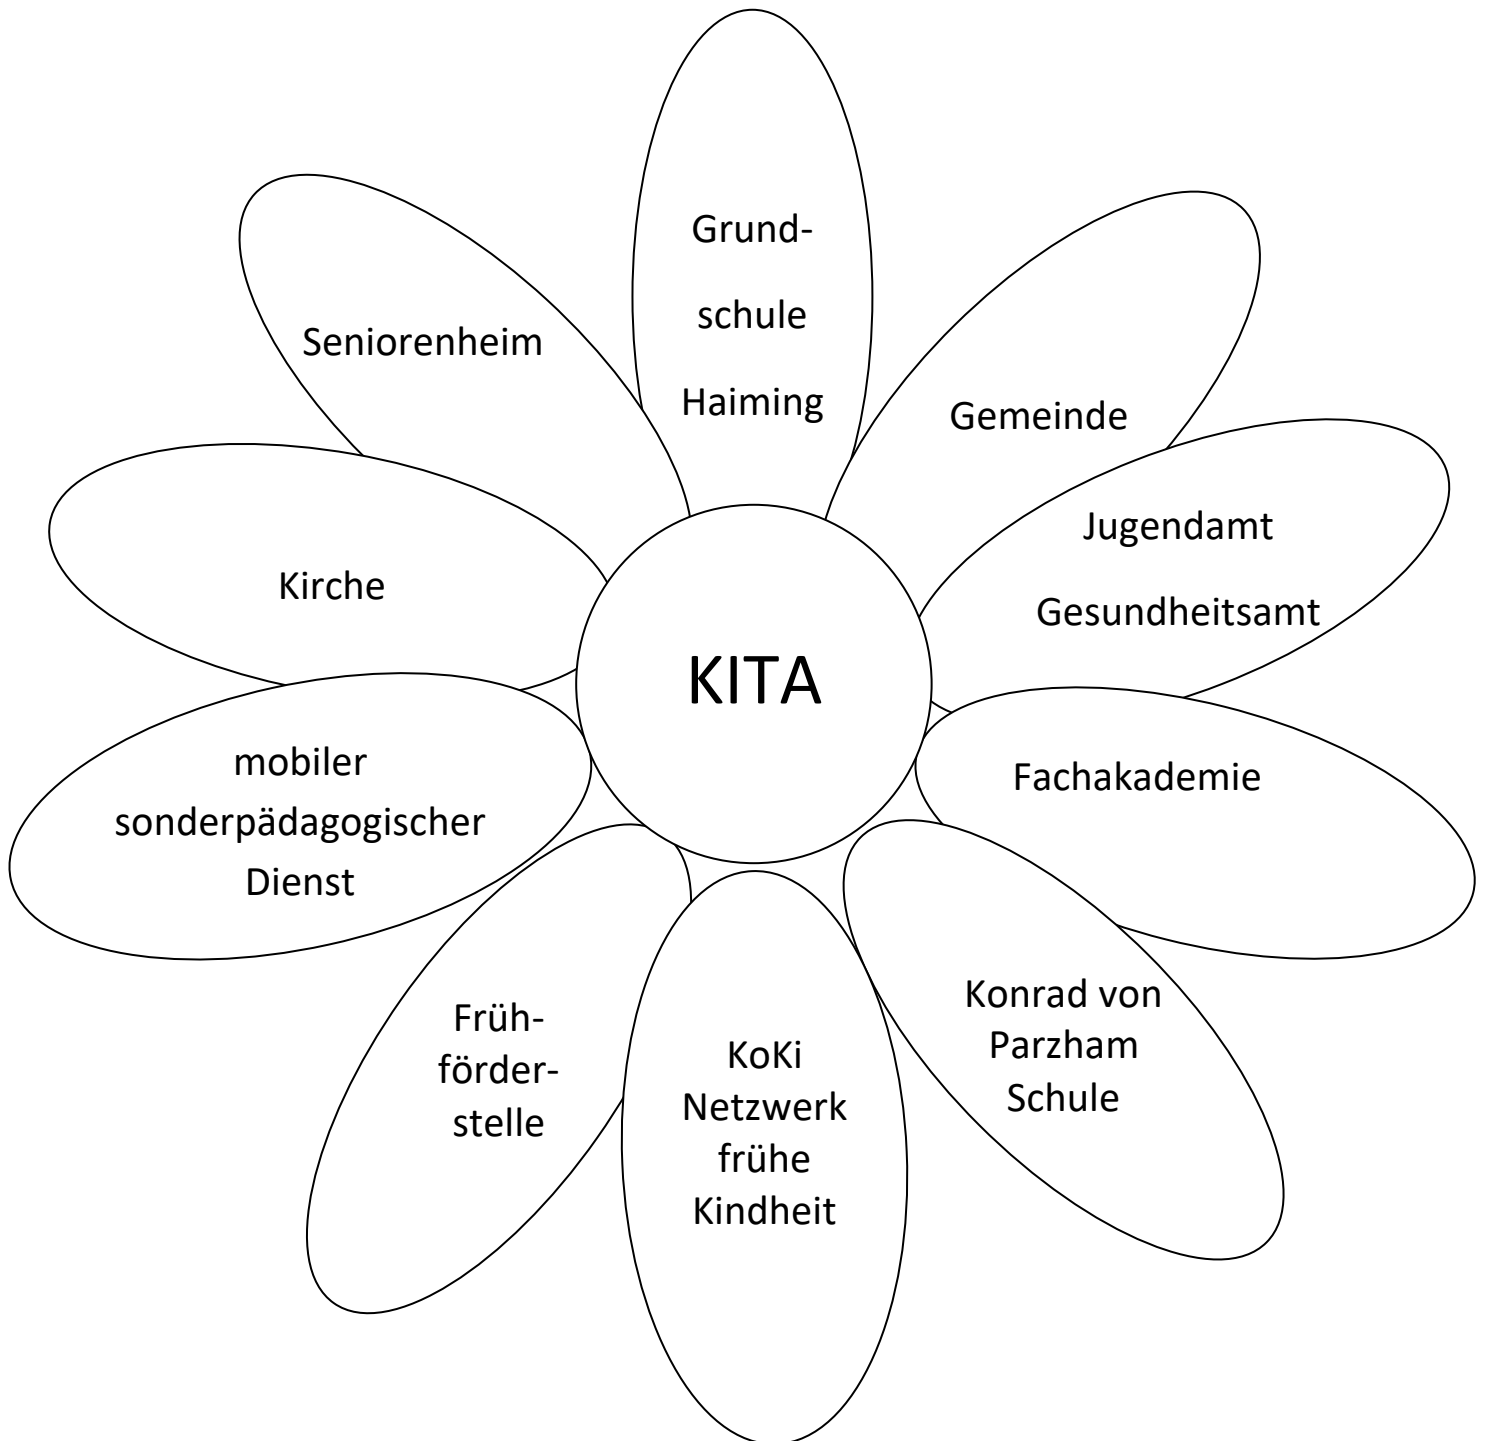 Grund-
schule
Haiming
Seniorenheim
Gemeinde
Jugendamt
Gesundheitsamt
Kirche
KITA
mobiler
sonderpädagogischer
Dienst
Fachakademie
Früh-
förder-
stelle
KoKi
Netzwerk
frühe
Kindheit
Konrad von
Parzham
Schule